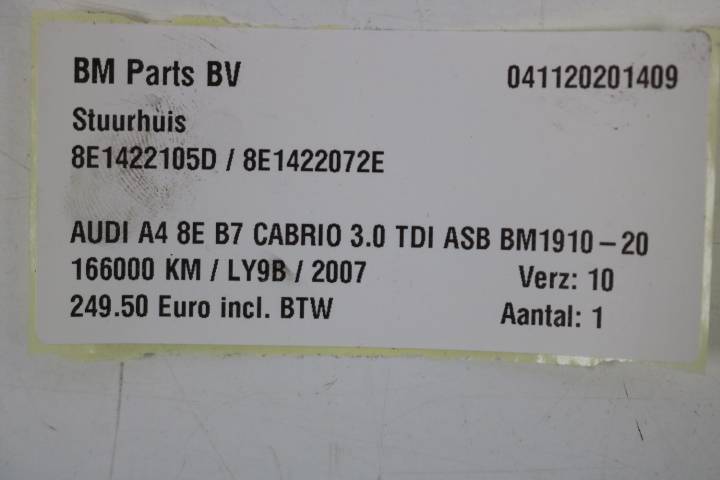 BM Parts BV 041120201409
Stuurhuis
8E1422105D / 8E1422072E
AUDI A4 8E B7 CABRIO 3.0 TDI ASB BM1910-20
166000 KM / LY9B / 2007 Verz: 10
249.50 Euro incl. BTW Aantal: 1